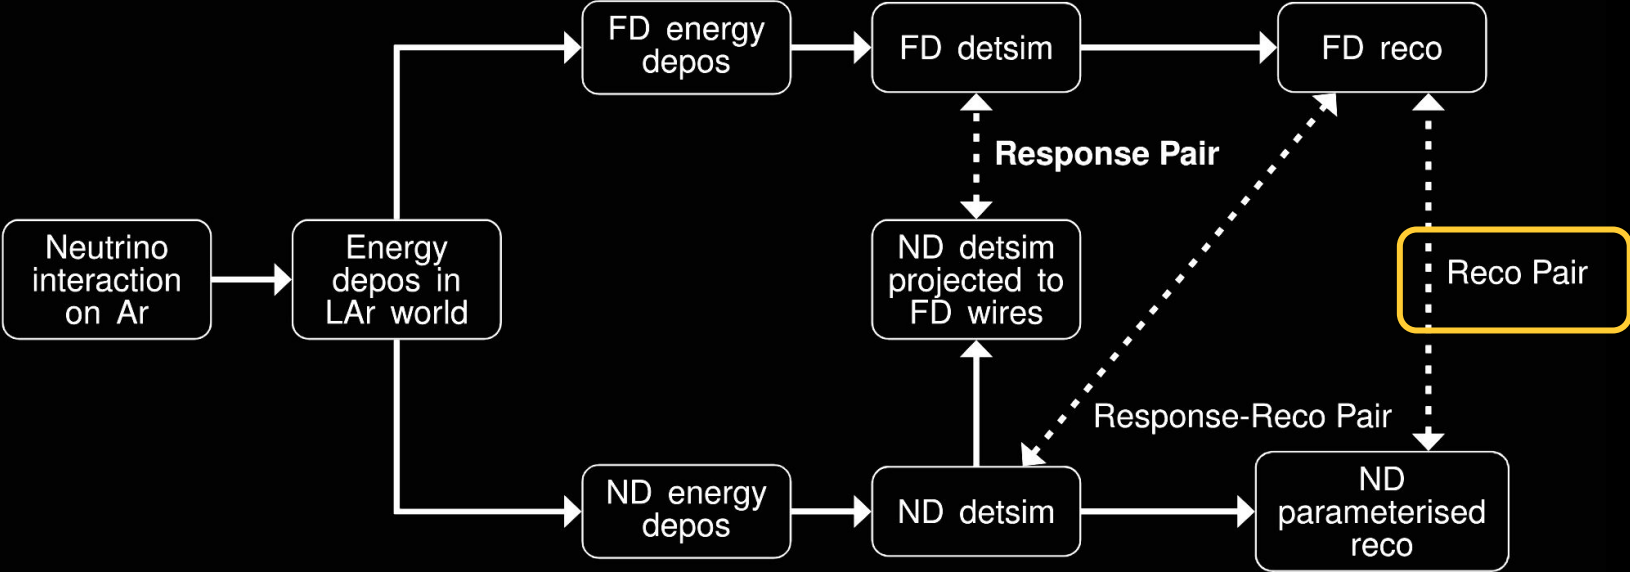 FD energy
depos
FD detsim
FD reco
Response Pair
Neutrino
interaction
on Ar
Energy
depos in
LAr world
ND detsim
projected to
FD wires
Reco Pair
Response-Reco Pair
ND energy
depos
ND detsim
ND
parameterised
reco